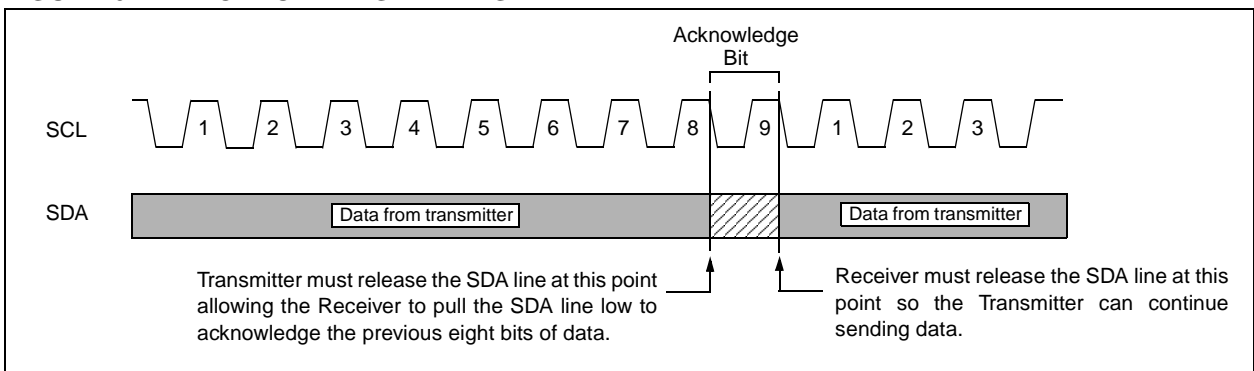 Acknowledge
Bit
SCL
1 2 3 4 5 6 7 8 9 1 2 3
SDA
Data from transmitter
Data from transmitter
Transmitter must release the SDA line at this point
allowing the Receiver to pull the SDA line low to
acknowledge the previous eight bits of data.
Receiver must release the SDA line at this
point so the Transmitter can continue
sending data.